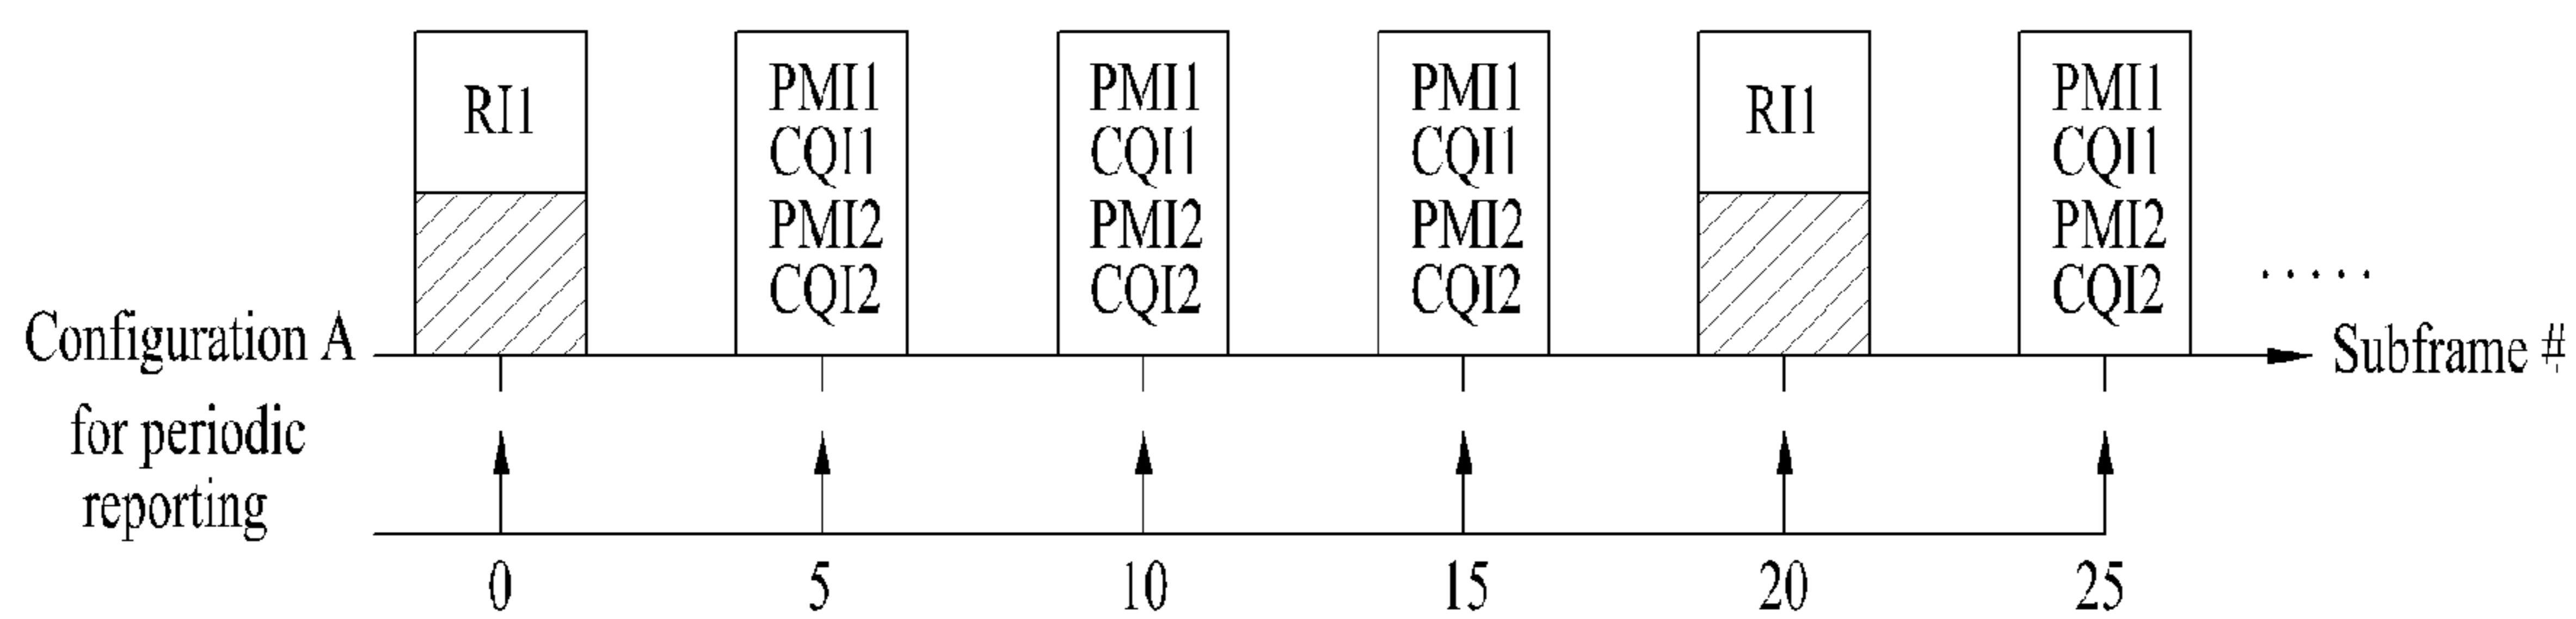 RI1
PMI1
CQI1
PMI2
CQI2
PMI1
CQI1
PMI2
CQI2
PMI1
CQI1
PMI2
CQI2
RI1
PMI1
CQI1
PMI2
CQI2
.....
Configuration A
for periodic
reporting
Subframe #
0 5 10 15 20 25